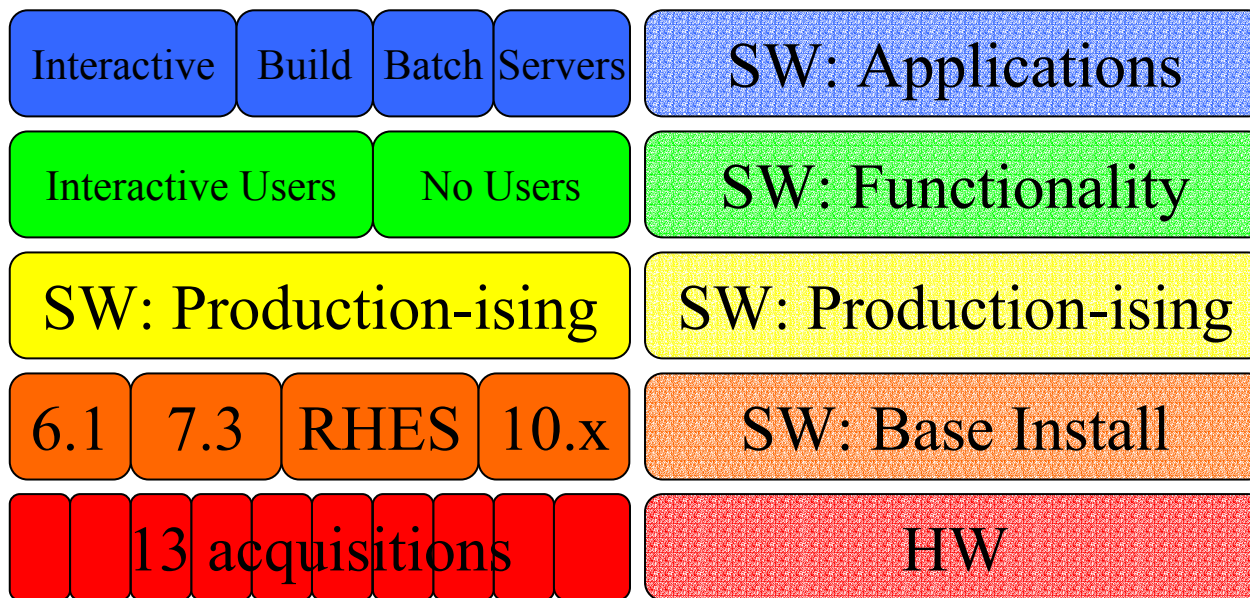 Interactive Build Batch Servers SW: Applications
Interactive Users No Users SW: Functionality
SW: Production-ising SW: Production-ising
6.1 7.3 RHES 10.x SW: Base Install
13 acquisitions HW